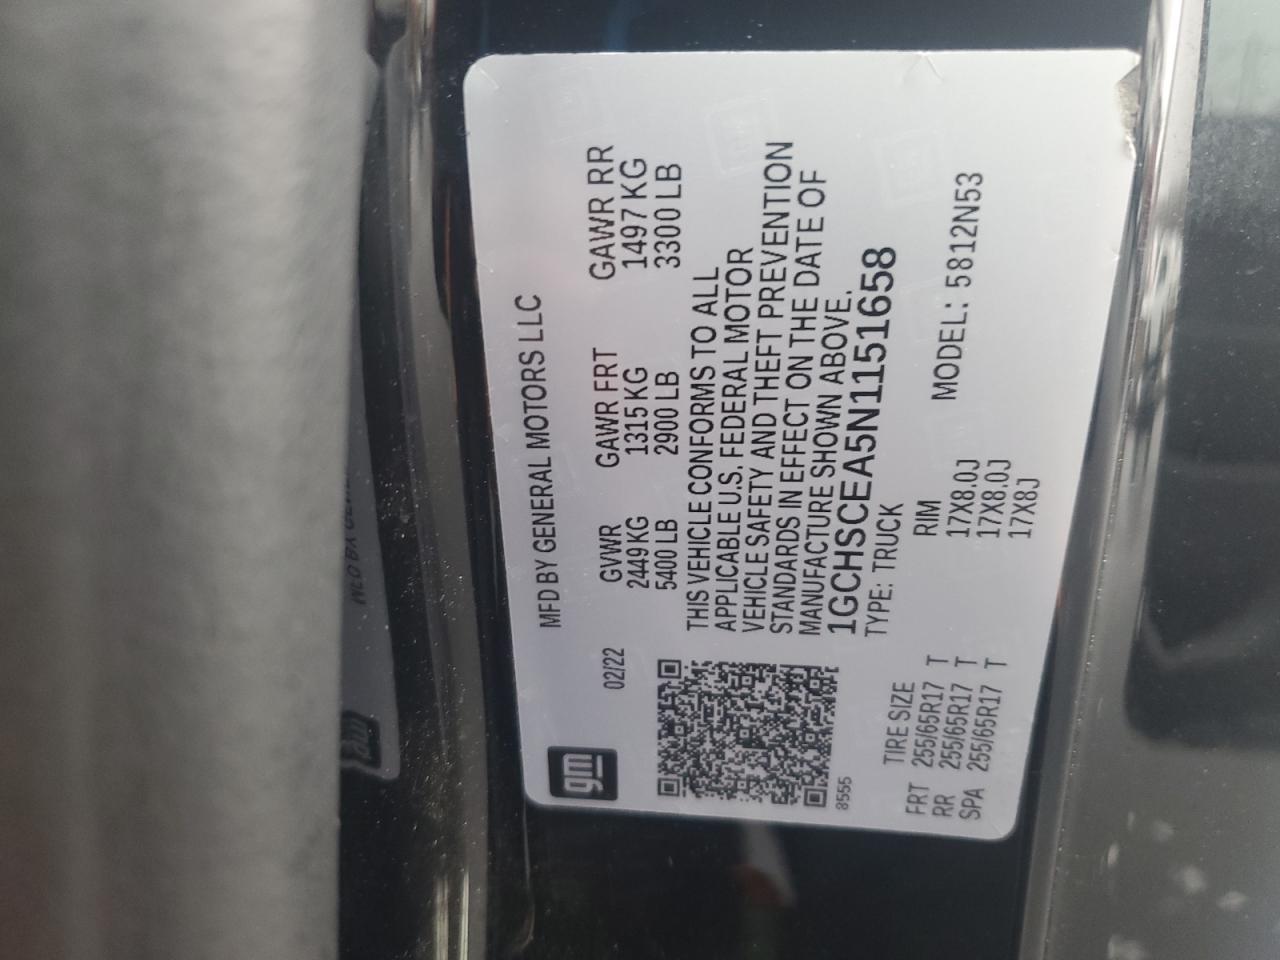 gm
MFD BY GENERAL MOTORS LLC
02/22
GVWR GAWR FRT GAWR RR
2449 KG 1315 KG 1497 KG
5400 LB 2900 LB 3300 LB
THIS VEHICLE CONFORMS TO ALL
APPLICABLE U.S. FEDERAL MOTOR
VEHICLE SAFETY AND THEFT PREVENTION
STANDARDS IN EFFECT ON THE DATE OF
MANUFACTURE SHOWN ABOVE.
1GCHSCEA5N1151658
8555
TYPE: TRUCK
MODEL: 5812N53
TIRE SIZE RIM
FRT 255/65R17 T 17X8.0J
RR 255/65R17 T 17X8.0J
SPA 255/65R17 T 17X8J